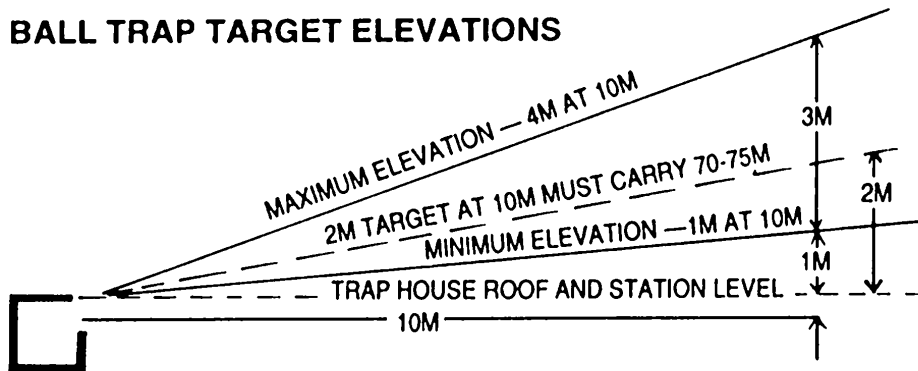 BALL TRAP TARGET ELEVATIONS
MAXIMUM ELEVATION — 4M AT 10M
3M
2M TARGET AT 10M MUST CARRY 70-75M
2M
MINIMUM ELEVATION —1M AT 10M
1M
TRAP HOUSE ROOF AND STATION LEVEL
10M